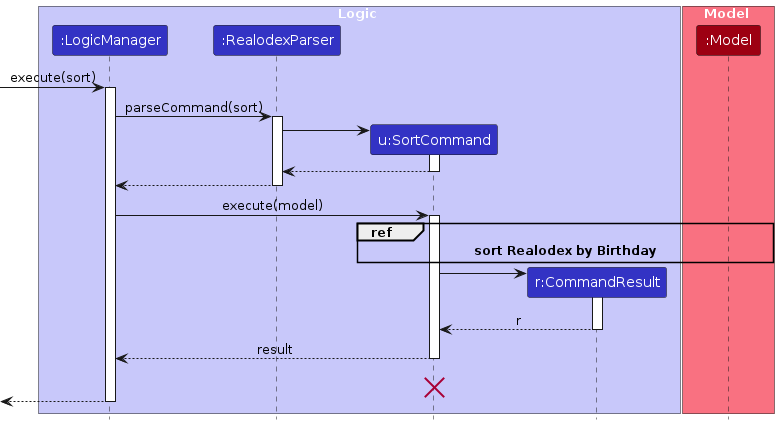 Logic
Model
:LogicManager
:RealodexParser
:Model
execute(sort)
parseCommand(sort)
u:SortCommand
execute(model)
ref
sort Realodex by Birthday
r:CommandResult
r
result